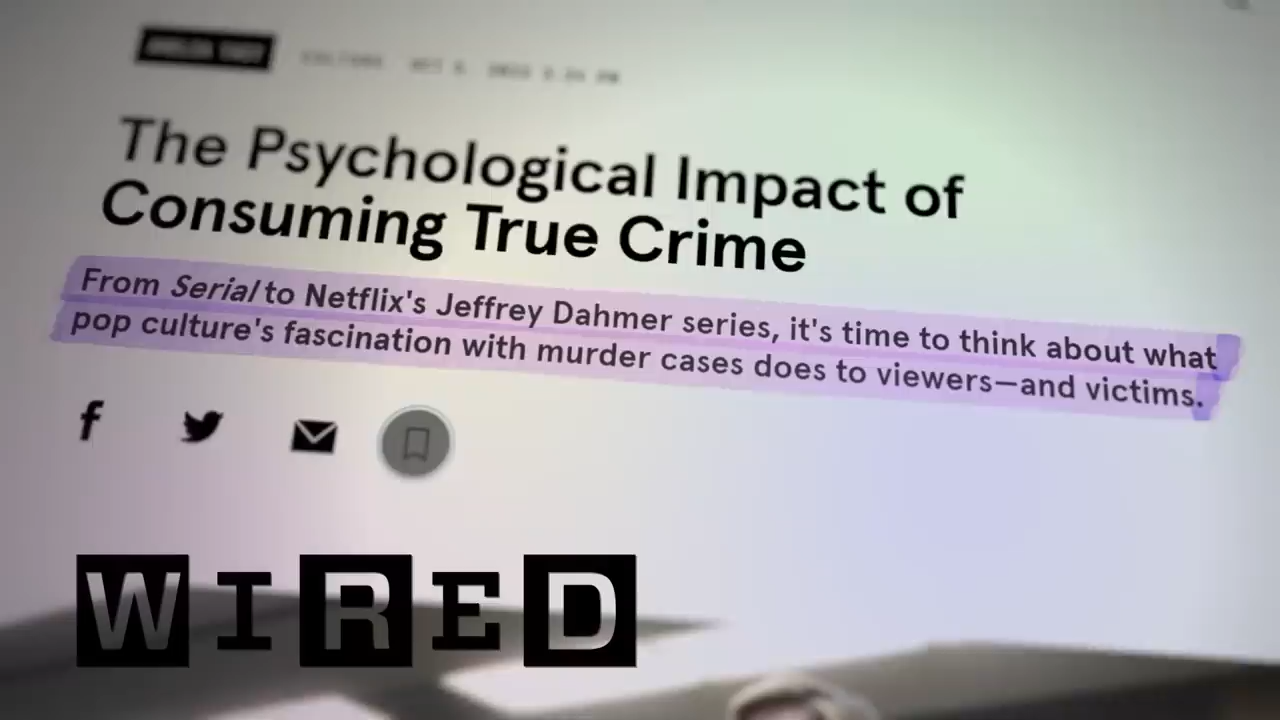 The Psychological Impact of
Consuming True Crime
From Serial to Netflix's Jeffrey Dahmer series, it's time to think about what
pop culture's fascination with murder cases does to viewers—and victims.
WIRED